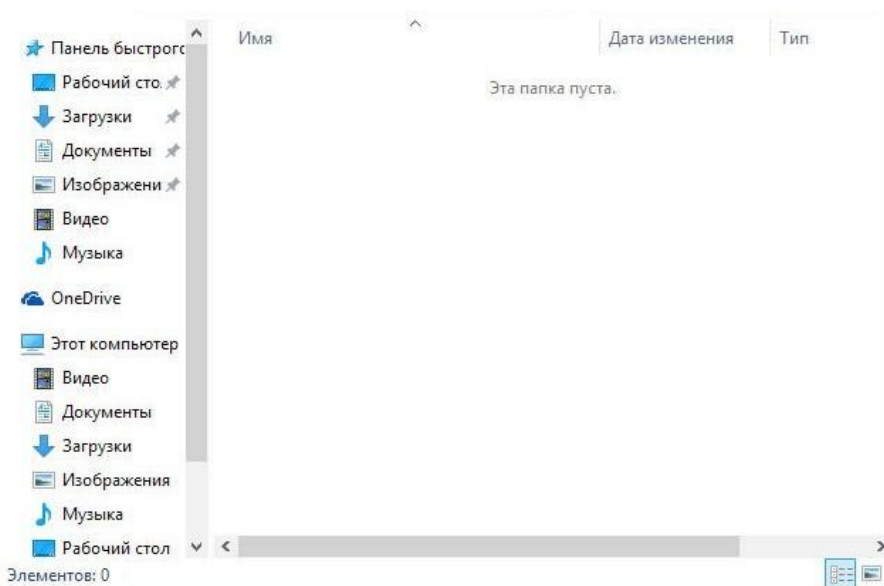 Имя
Дата изменения
Тип
Эта папка пуста.
Панель быстрого
Рабочий сто
Загрузки
Документы
Изображени
Видео
Музыка
OneDrive
Этот компьютер
Видео
Документы
Загрузки
Изображения
Музыка
Рабочий стол
Элементов: 0